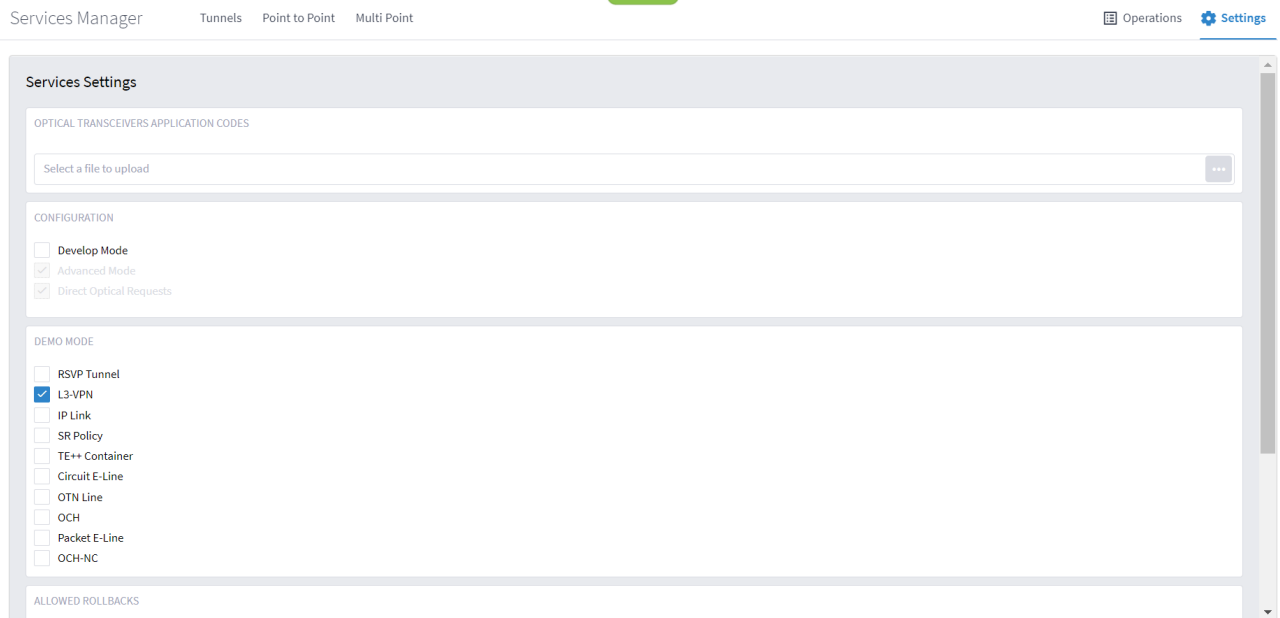 Services Manager
Tunnels
Point to Point
Multi Point
Operations
Settings
Services Settings
OPTICAL TRANSCEIVERS APPLICATION CODES
Select a file to upload
CONFIGURATION
Develop Mode
Advanced Mode
Direct Optical Requests
DEMO MODE
RSVP Tunnel
L3-VPN
IP Link
SR Policy
TE++ Container
Circuit E-Line
OTN Line
OCH
Packet E-Line
OCH-NC
ALLOWED ROLLBACKS